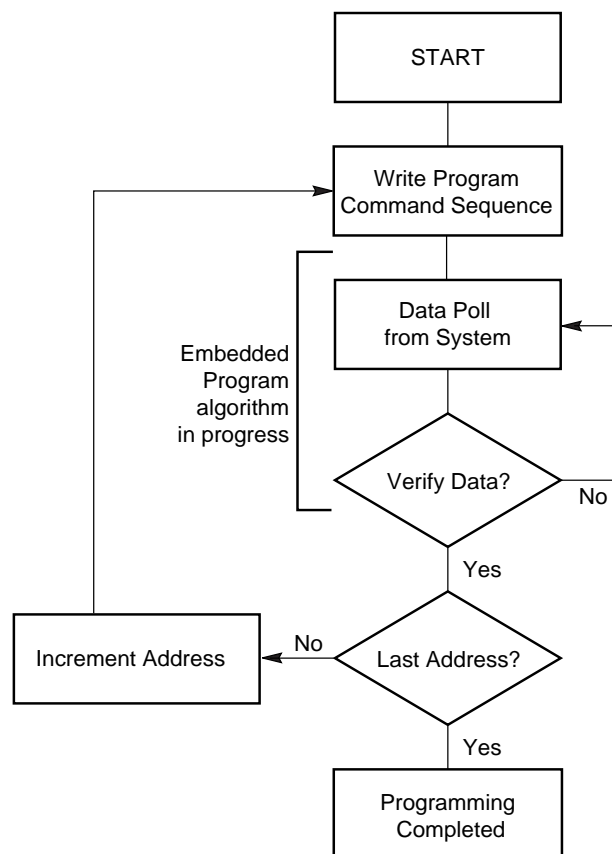 START
Write Program
Command Sequence
Data Poll
from System
Embedded
Program
algorithm
in progress
Verify Data?
No
Yes
Increment Address
No
Last Address?
Yes
Programming
Completed